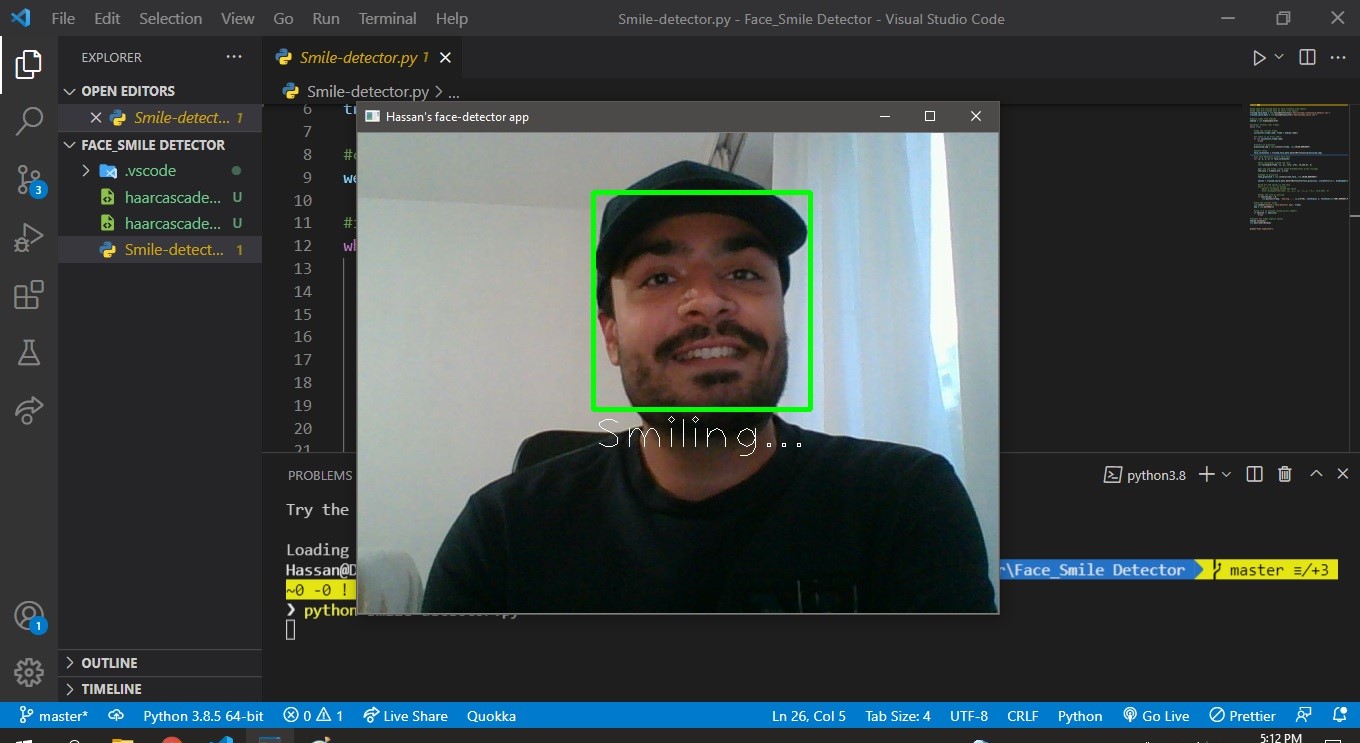 File Edit Selection View Go Run Terminal Help
Smile-detector.py - Face_Smile Detector - Visual Studio Code
EXPLORER
Smile-detector.py 1
OPEN EDITORS
Smile-detector.py > ...
Smile-detect... 1
FACE_SMILE DETECTOR
.vscode
haarcascade... U
haarcascade... U
Smile-detect... 1
6 tr
7
8 #
9 we
10
11 #
12 wh
13
14
15
16
17
18
19
20
21
Hassan's face-detector app
Smiling...
PROBLEMS
python3.8
Try the
Loading
Hassan@
r\Face_Smile Detector master ≡/+3
~0 -0 !
❯ python
3
1
OUTLINE
TIMELINE
master* Python 3.8.5 64-bit 0 1 Live Share Quokka
Ln 26, Col 5 Tab Size: 4 UTF-8 CRLF Python Go Live Prettier
5:12 PM